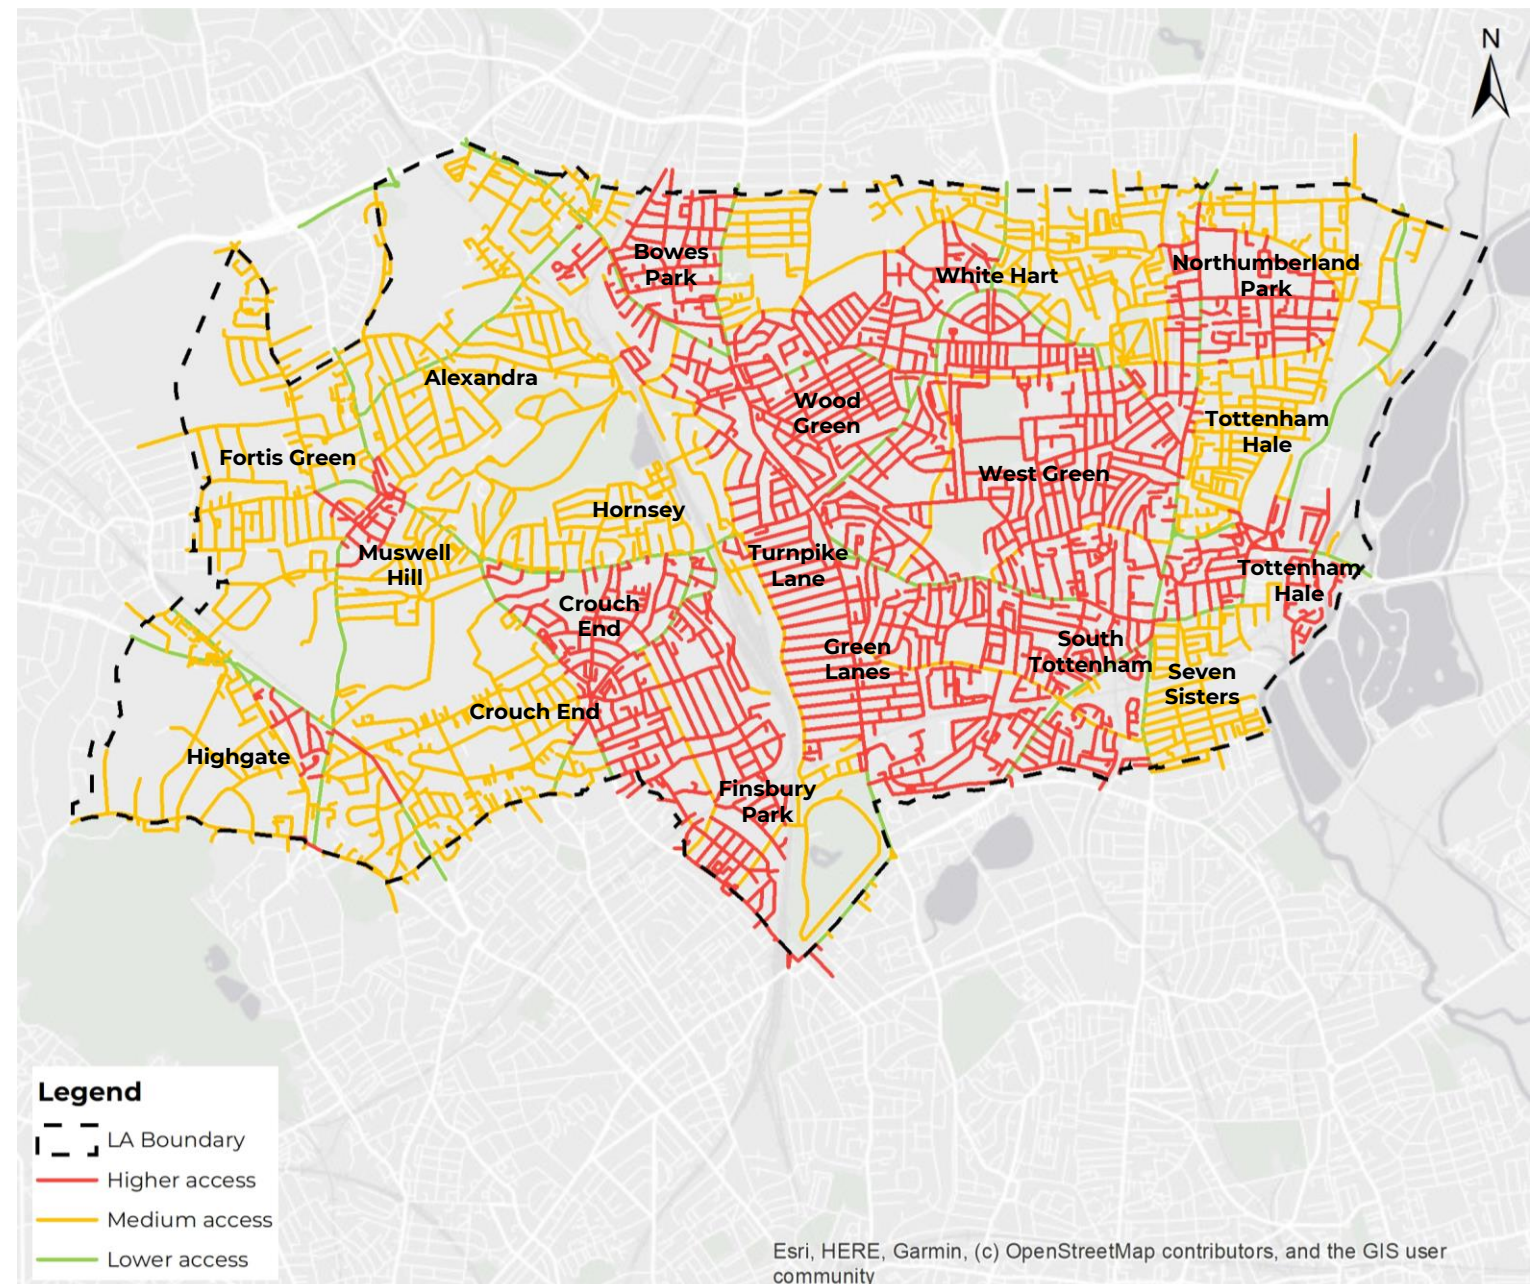 N
Bowes
Park
White Hart
Northumberland
Park
Alexandra
Wood
Green
Tottenham
Hale
Fortis Green
West Green
Hornsey
Muswell
Hill
Turnpike
Lane
Tottenham
Hale
Crouch
End
Green
Lanes
South
Tottenham
Seven
Sisters
Crouch End
Highgate
Finsbury
Park
Legend
LA Boundary
Higher access
Medium access
Lower access
Esri, HERE, Garmin, (c) OpenStreetMap contributors, and the GIS user
community